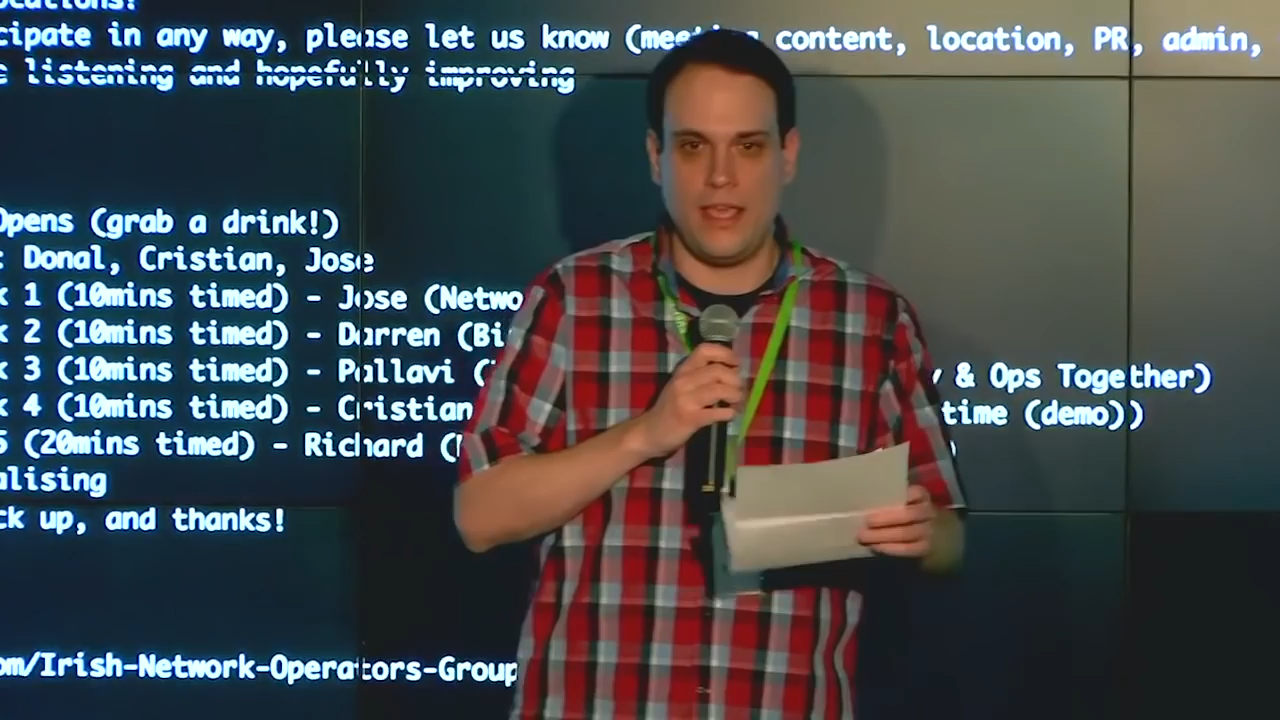 ocations!
cipate in any way, please let us know (meeting content, location, PR, admin,
e listening and hopefully improving
Opens (grab a drink!)
: Donal, Cristian, Jose
k 1 (10mins timed) - Jose (Netwo
k 2 (10mins timed) - Darren (Bi
k 3 (10mins timed) - Pallavi ( y & Ops Together)
k 4 (10mins timed) - Cristian time (demo))
5 (20mins timed) - Richard ( )
alising
ck up, and thanks!
om/Irish-Network-Operators-Group